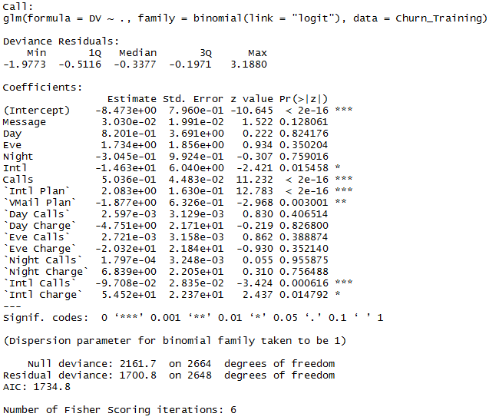 Call:
glm(formula = DV ~ ., family = binomial(link = "logit"), data = Churn_Training)
Deviance Residuals:
Min 1Q Median 3Q Max
-1.9773 -0.5116 -0.3377 -0.1971 3.1880
Coefficients:
Estimate Std. Error z value Pr(>|z|)
(Intercept) -8.473e+00 7.960e-01 -10.645 < 2e-16 ***
Message 3.030e-02 1.991e-02 1.522 0.128061
Day 8.201e-01 3.691e+00 0.222 0.824176
Eve 1.734e+00 1.856e+00 0.934 0.350204
Night -3.045e-01 9.924e-01 -0.307 0.759016
Intl -1.463e+01 6.040e+00 -2.421 0.015458 *
Calls 5.036e-01 4.483e-02 11.232 < 2e-16 ***
`Intl Plan` 2.083e+00 1.630e-01 12.783 < 2e-16 ***
`VMail Plan` -1.877e+00 6.326e-01 -2.968 0.003001 **
`Day Calls` 2.597e-03 3.129e-03 0.830 0.406514
`Day Charge` -4.751e+00 2.171e+01 -0.219 0.826800
`Eve Calls` 2.721e-03 3.158e-03 0.862 0.388874
`Eve Charge` -2.032e+01 2.184e+01 -0.930 0.352140
`Night Calls` 1.797e-04 3.248e-03 0.055 0.955875
`Night Charge` 6.839e+00 2.205e+01 0.310 0.756488
`Intl Calls` -9.708e-02 2.835e-02 -3.424 0.000616 ***
`Intl Charge` 5.452e+01 2.237e+01 2.437 0.014792 *
---
Signif. codes: 0 ‘***’ 0.001 ‘**’ 0.01 ‘*’ 0.05 ‘.’ 0.1 ‘ ’ 1
(Dispersion parameter for binomial family taken to be 1)
Null deviance: 2161.7 on 2664 degrees of freedom
Residual deviance: 1700.8 on 2648 degrees of freedom
AIC: 1734.8
Number of Fisher Scoring iterations: 6